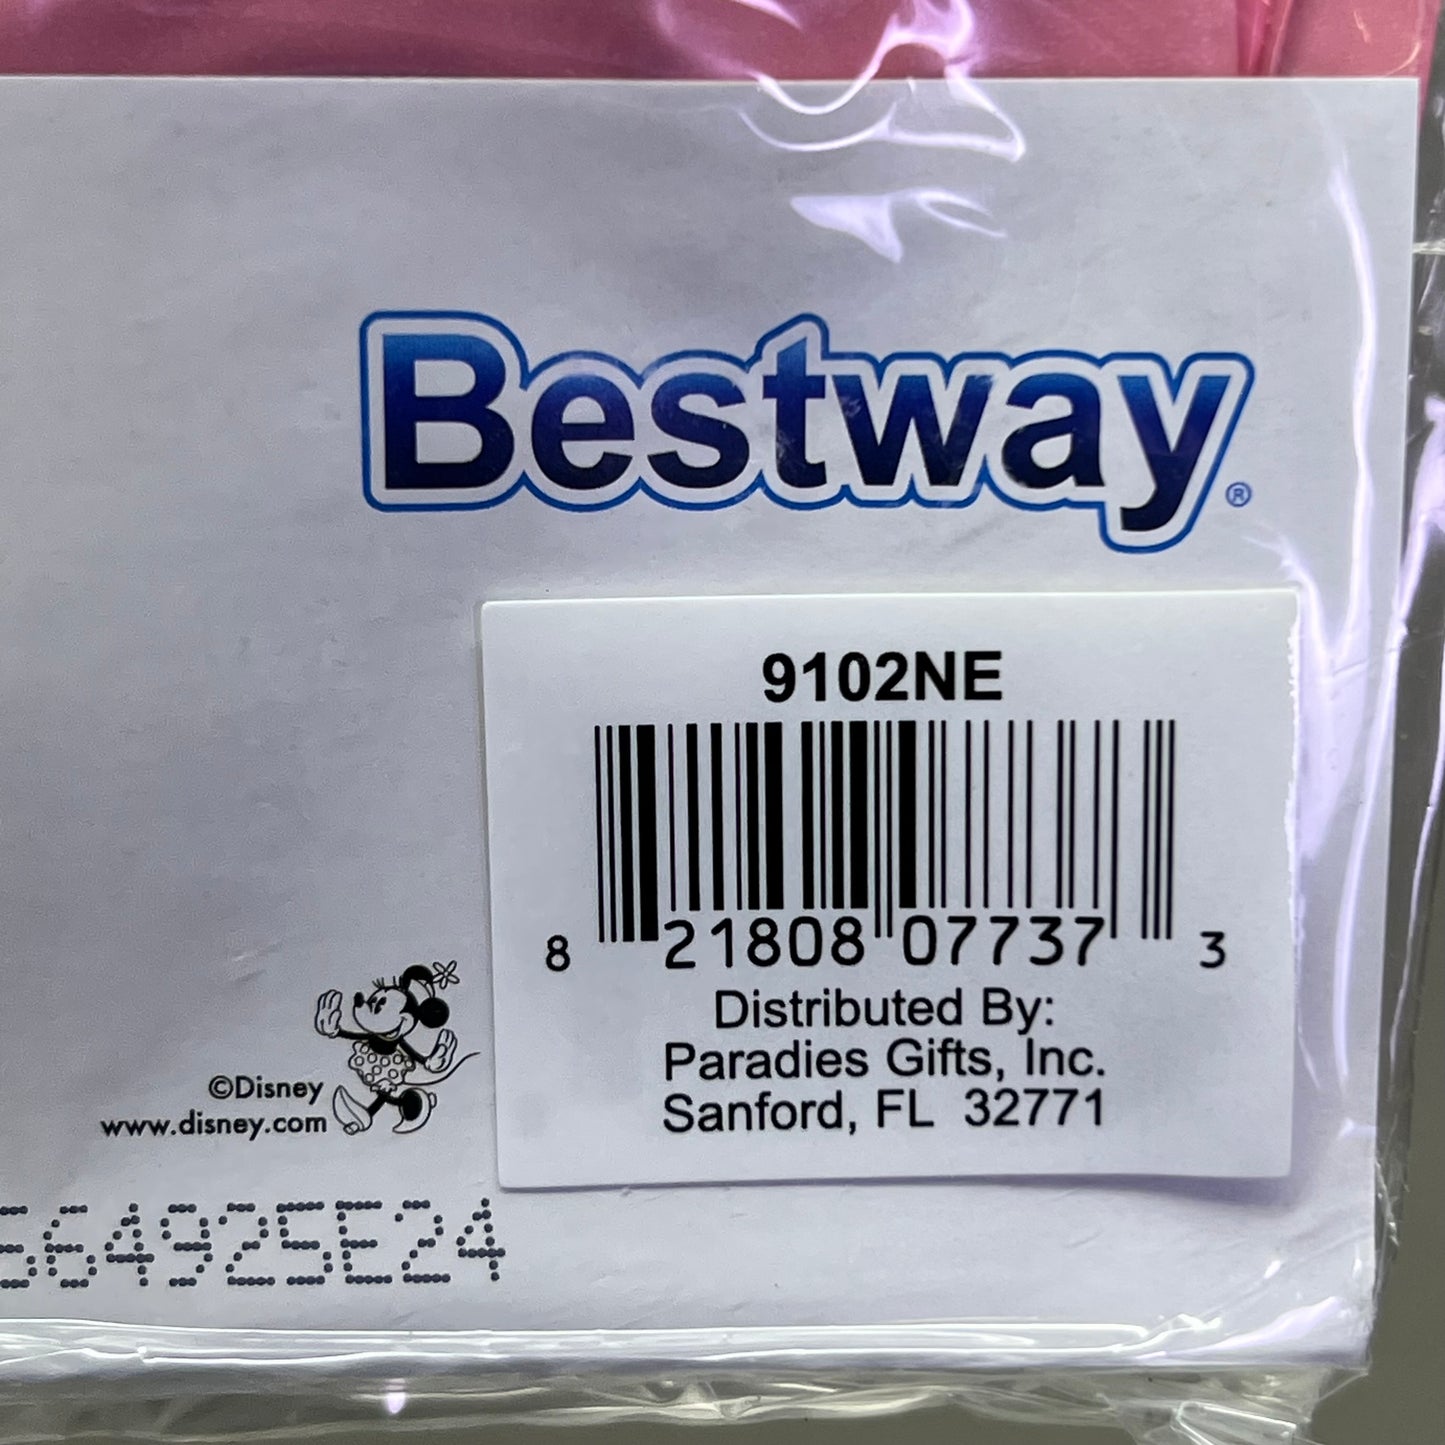 Bestway®
9102NE
8 21808 07737 3
Distributed By:
Paradies Gifts, Inc.
Sanford, FL 32771
©Disney
www.disney.com
564925E24